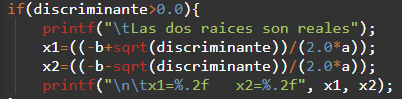 if(discriminante>0.0){
printf("\tLas dos raices son reales");
x1=((-b+sqrt(discriminante))/(2.0*a));
x2=((-b-sqrt(discriminante))/(2.0*a));
printf("\n\tx1=%.2f   x2=%.2f", x1, x2);